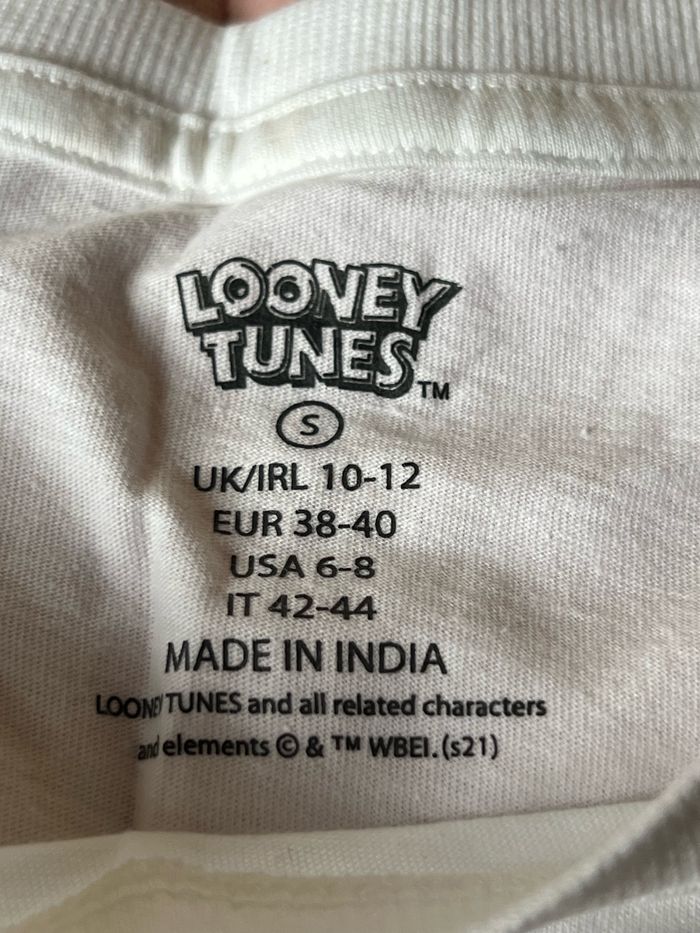 LOONEY
TUNES™
S
UK/IRL 10-12
EUR 38-40
USA 6-8
IT 42-44
MADE IN INDIA
LOONEY TUNES and all related characters
and elements © & ™ WBEI. (s21)